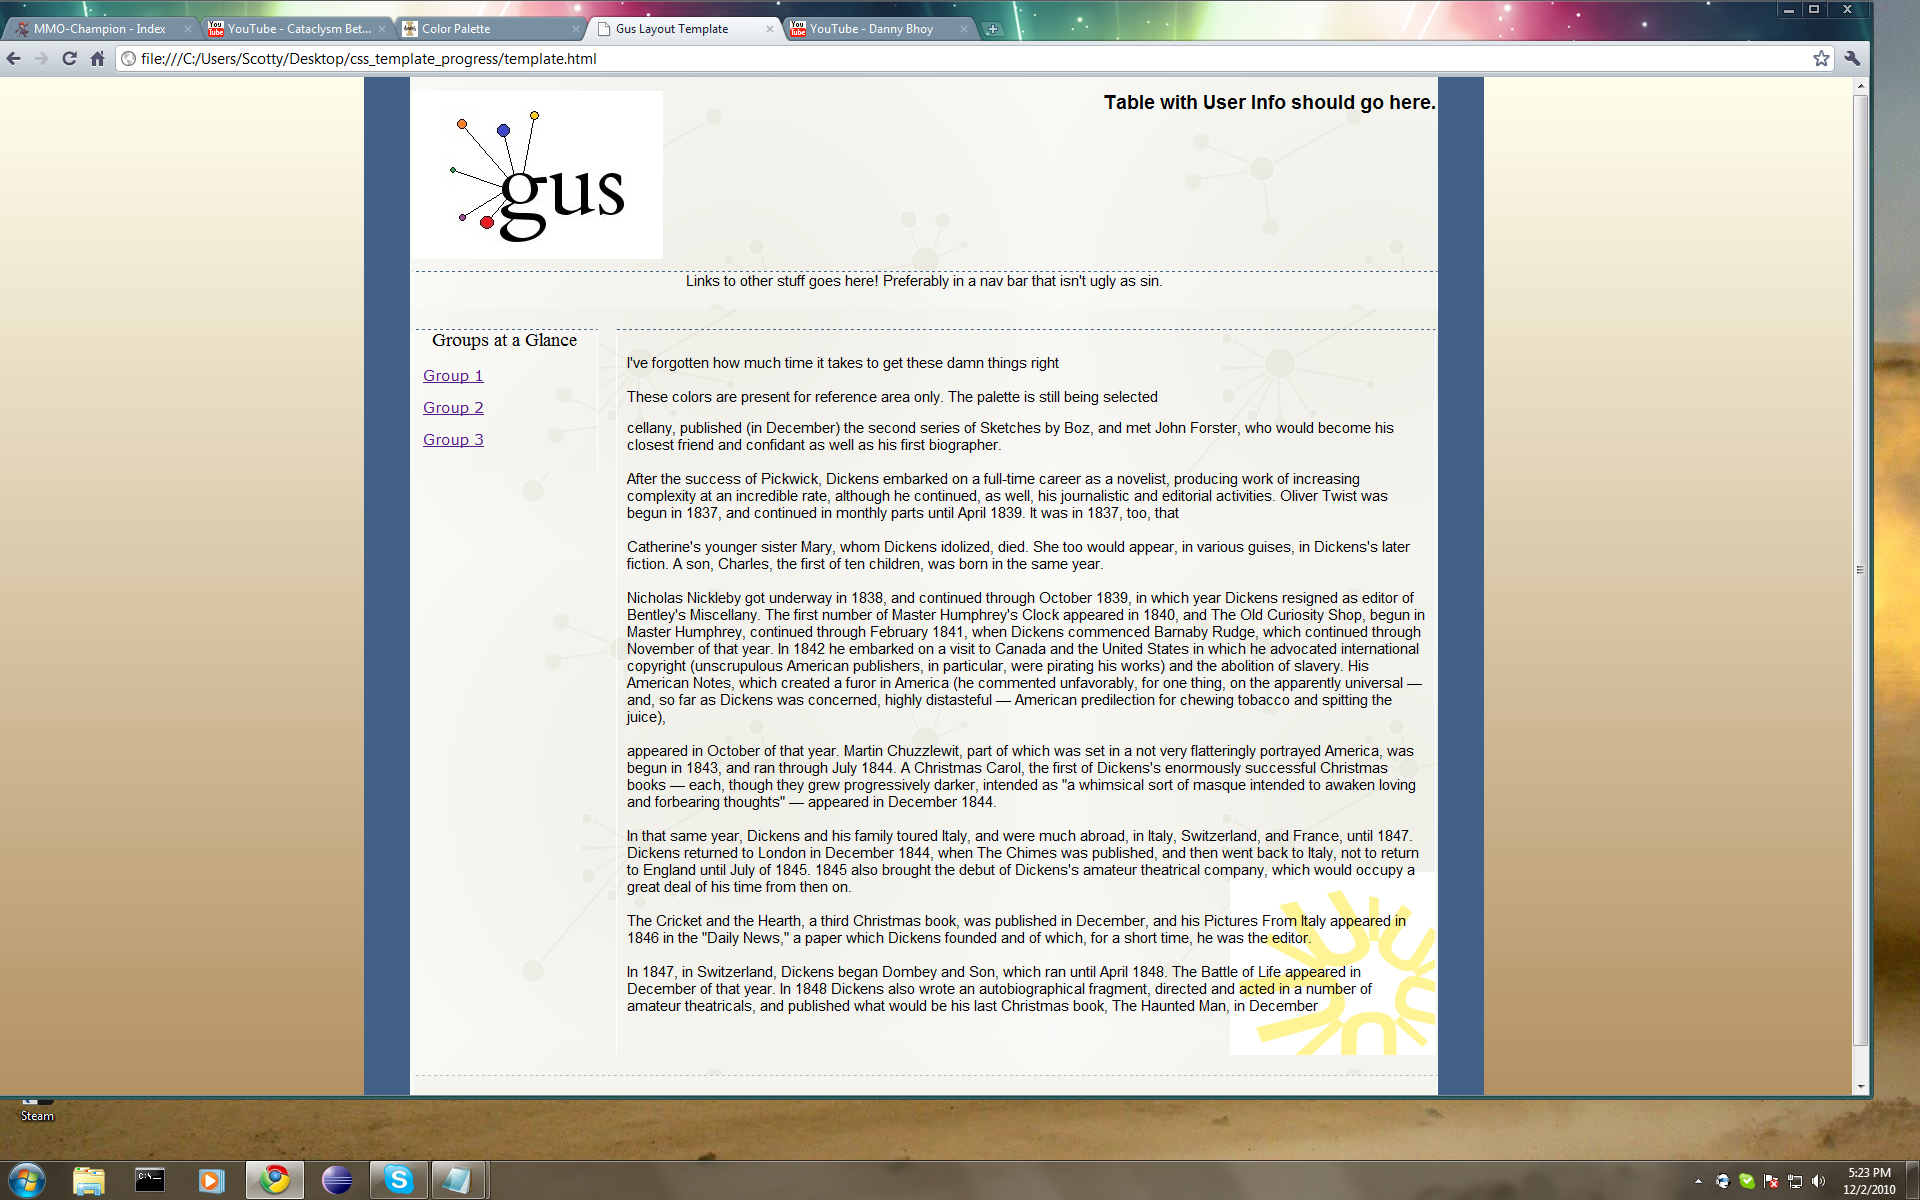 MMO-Champion - Index
YouTube - Cataclysm Bet...
Color Palette
Gus Layout Template
YouTube - Danny Bhoy
file:///C:/Users/Scotty/Desktop/css_template_progress/template.html
gus
Table with User Info should go here.
Links to other stuff goes here! Preferably in a nav bar that isn't ugly as sin.
Groups at a Glance
Group 1
Group 2
Group 3
I've forgotten how much time it takes to get these damn things right
These colors are present for reference area only. The palette is still being selected
cellany, published (in December) the second series of Sketches by Boz, and met John Forster, who would become his
closest friend and confidant as well as his first biographer.
After the success of Pickwick, Dickens embarked on a full-time career as a novelist, producing work of increasing
complexity at an incredible rate, although he continued, as well, his journalistic and editorial activities. Oliver Twist was
begun in 1837, and continued in monthly parts until April 1839. It was in 1837, too, that
Catherine's younger sister Mary, whom Dickens idolized, died. She too would appear, in various guises, in Dickens's later
fiction. A son, Charles, the first of ten children, was born in the same year.
Nicholas Nickleby got underway in 1838, and continued through October 1839, in which year Dickens resigned as editor of
Bentley's Miscellany. The first number of Master Humphrey's Clock appeared in 1840, and The Old Curiosity Shop, begun in
Master Humphrey, continued through February 1841, when Dickens commenced Barnaby Rudge, which continued through
November of that year. In 1842 he embarked on a visit to Canada and the United States in which he advocated international
copyright (unscrupulous American publishers, in particular, were pirating his works) and the abolition of slavery. His
American Notes, which created a furor in America (he commented unfavorably, for one thing, on the apparently universal —
and, so far as Dickens was concerned, highly distasteful — American predilection for chewing tobacco and spitting the
juice),
appeared in October of that year. Martin Chuzzlewit, part of which was set in a not very flatteringly portrayed America, was
begun in 1843, and ran through July 1844. A Christmas Carol, the first of Dickens's enormously successful Christmas
books — each, though they grew progressively darker, intended as "a whimsical sort of masque intended to awaken loving
and forbearing thoughts" — appeared in December 1844.
In that same year, Dickens and his family toured Italy, and were much abroad, in Italy, Switzerland, and France, until 1847.
Dickens returned to London in December 1844, when The Chimes was published, and then went back to Italy, not to return
to England until July of 1845. 1845 also brought the debut of Dickens's amateur theatrical company, which would occupy a
great deal of his time from then on.
The Cricket and the Hearth, a third Christmas book, was published in December, and his Pictures From Italy appeared in
1846 in the "Daily News," a paper which Dickens founded and of which, for a short time, he was the editor.
In 1847, in Switzerland, Dickens began Dombey and Son, which ran until April 1848. The Battle of Life appeared in
December of that year. In 1848 Dickens also wrote an autobiographical fragment, directed and acted in a number of
amateur theatricals, and published what would be his last Christmas book, The Haunted Man, in December
Steam
5:23 PM
12/2/2010